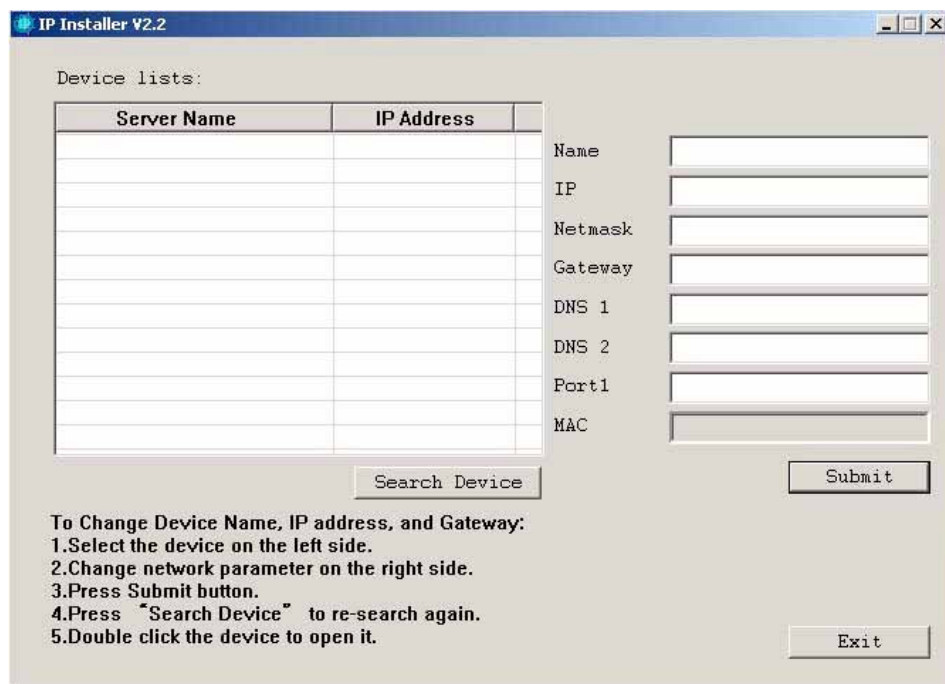 IP Installer V2.2
Device lists:
Server Name IP Address
Name
IP
Netmask
Gateway
DNS 1
DNS 2
Port1
MAC
Search Device
Submit
To Change Device Name, IP address, and Gateway:
1.Select the device on the left side.
2.Change network parameter on the right side.
3.Press Submit button.
4.Press “Search Device” to re-search again.
5.Double click the device to open it.
Exit